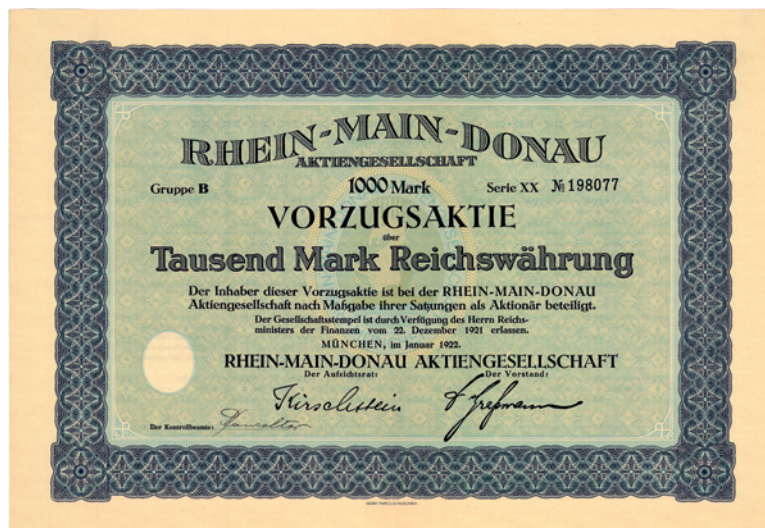 RHEIN-MAIN-DONAU
AKTIENGESELLSCHAFT
Gruppe B 1000 Mark Serie XX № 198077
VORZUGSAKTIE
über
Tausend Mark Reichswährung
Der Inhaber dieser Vorzugsaktie ist bei der RHEIN-MAIN-DONAU
Aktiengesellschaft nach Maßgabe ihrer Satzungen als Aktionär beteiligt.
Der Gesellschaftsstempel ist durch Verfügung des Herrn Reichs-
ministers der Finanzen vom 22. Dezember 1921 erlassen.
MÜNCHEN, im Januar 1922.
RHEIN-MAIN-DONAU AKTIENGESELLSCHAFT
Der Aufsichtsrat: Der Vorstand:
Kirschstein
Der Kontrollbeamte: